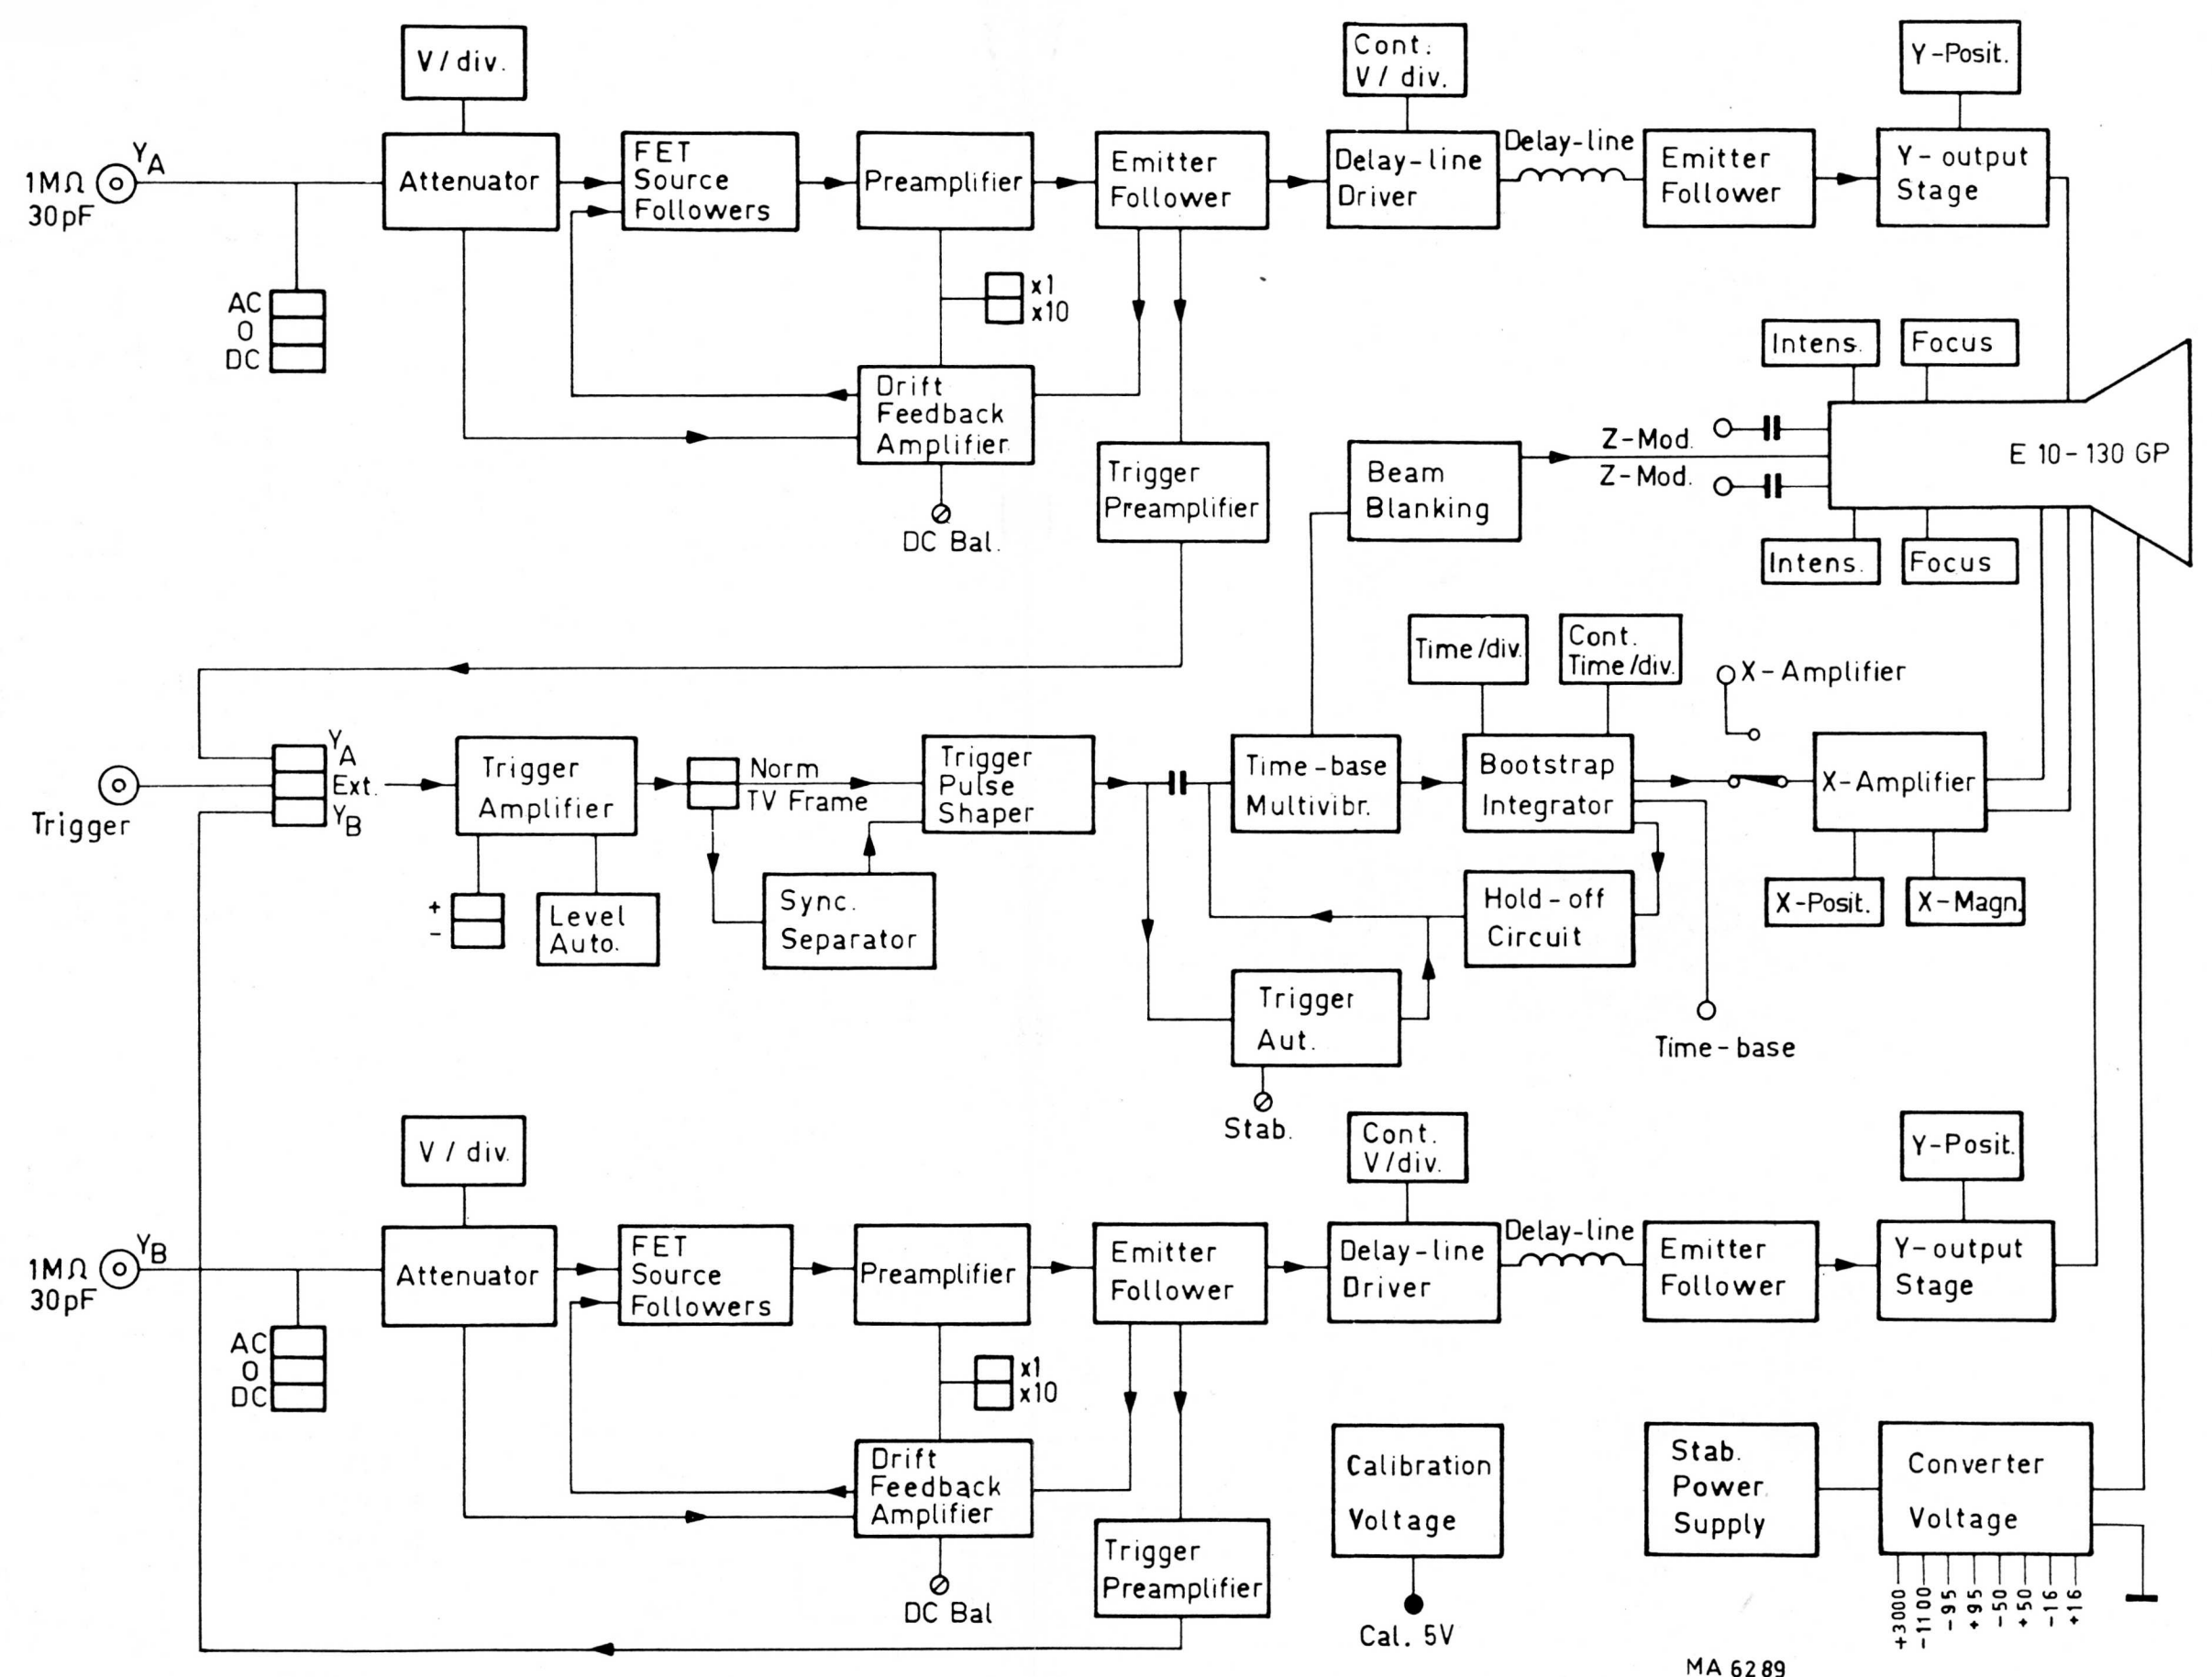 V / div.
Cont.
V / div.
Y-Posit.
YA
1MΩ
30pF
Attenuator
FET
Source
Followers
Preamplifier
Emitter
Follower
Delay-line
Driver
Delay-line
Emitter
Follower
Y-output
Stage
AC
0
DC
x1
x10
Drift
Feedback
Amplifier
DC Bal.
Trigger
Preamplifier
Intens.
Focus
Beam
Blanking
Z-Mod.
Z-Mod.
E 10-130 GP
Intens.
Focus
Time/div.
Cont.
Time/div.
X-Amplifier
Trigger
YA
Ext.
YB
Trigger
Amplifier
Norm
TV Frame
Trigger
Pulse
Shaper
Time-base
Multivibr.
Bootstrap
Integrator
X-Amplifier
+
-
Level
Auto.
Sync.
Separator
Hold-off
Circuit
X-Posit.
X-Magn.
Trigger
Aut.
Stab.
Time-base
V / div.
Cont.
V/div.
Y-Posit.
YB
1MΩ
30pF
Attenuator
FET
Source
Followers
Preamplifier
Emitter
Follower
Delay-line
Driver
Delay-line
Emitter
Follower
Y-output
Stage
AC
0
DC
x1
x10
Drift
Feedback
Amplifier
DC Bal
Trigger
Preamplifier
Calibration
Voltage
Cal. 5V
Stab.
Power
Supply
Converter
Voltage
+3000
-1100
-95
+95
-50
+50
-16
+16
MA 6289